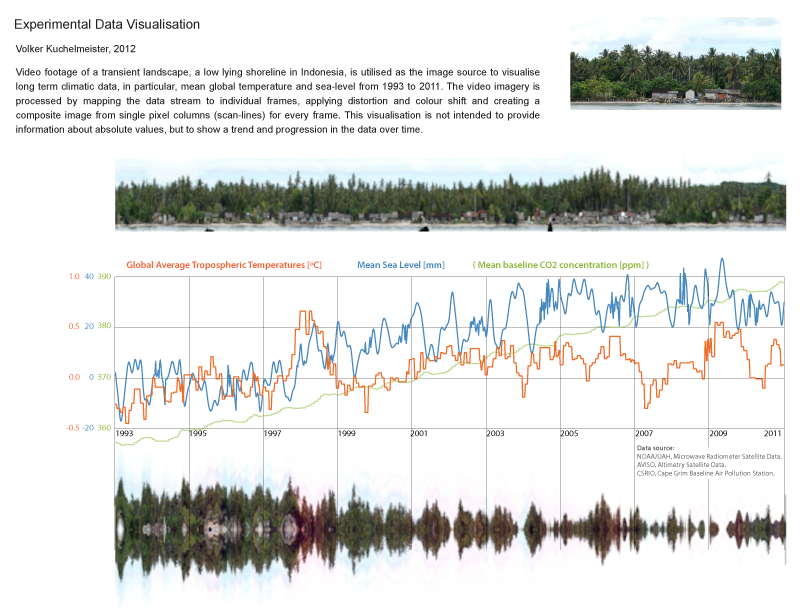 Experimental Data Visualisation
Volker Kuchelmeister, 2012
Video footage of a transient landscape, a low lying shoreline in Indonesia, is utilised as the image source to visualise
long term climatic data, in particular, mean global temperature and sea-level from 1993 to 2011. The video imagery is
processed by mapping the data stream to individual frames, applying distortion and colour shift and creating a
composite image from single pixel columns (scan-lines) for every frame. This visualisation is not intended to provide
information about absolute values, but to show a trend and progression in the data over time.
Global Average Tropospheric Temperatures [ºC] Mean Sea Level [mm] ( Mean baseline CO2 concentration [ppm] )
1.0 40 390
0.5 20 380
0.0 0 370
-0.5 -20 360
1993 1995 1997 1999 2001 2003 2005 2007 2009 2011
Data source:
NOAA/UAH, Microwave Radiometer Satellite Data.
AVISO, Altimetry Satellite Data.
CSRIO, Cape Grim Baseline Air Pollution Station.